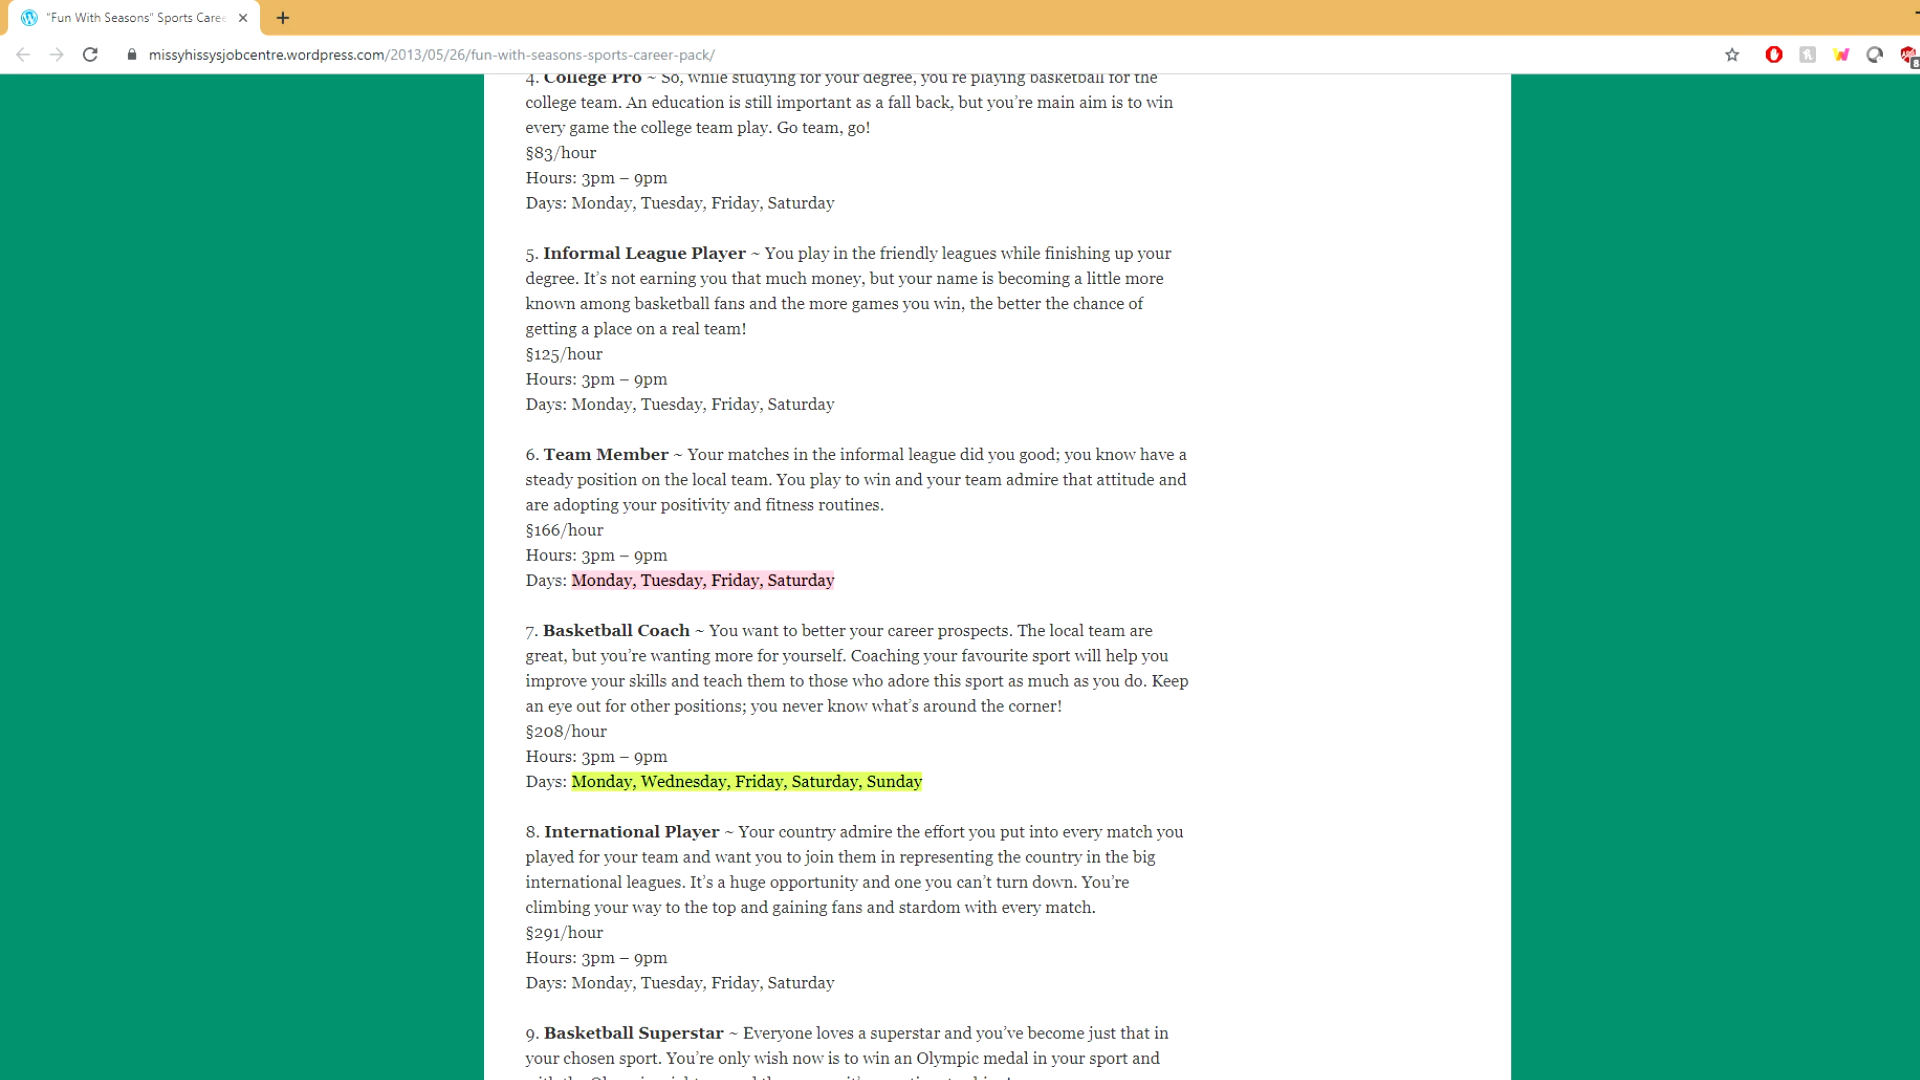 "Fun With Seasons" Sports Caree
missyhissysjobcentre.wordpress.com/2013/05/26/fun-with-seasons-sports-career-pack/
4. College Pro ~ So, while studying for your degree, you're playing basketball for the
college team. An education is still important as a fall back, but you're main aim is to win
every game the college team play. Go team, go!
§83/hour
Hours: 3pm – 9pm
Days: Monday, Tuesday, Friday, Saturday
5. Informal League Player ~ You play in the friendly leagues while finishing up your
degree. It's not earning you that much money, but your name is becoming a little more
known among basketball fans and the more games you win, the better the chance of
getting a place on a real team!
§125/hour
Hours: 3pm – 9pm
Days: Monday, Tuesday, Friday, Saturday
6. Team Member ~ Your matches in the informal league did you good; you know have a
steady position on the local team. You play to win and your team admire that attitude and
are adopting your positivity and fitness routines.
§166/hour
Hours: 3pm – 9pm
Days: Monday, Tuesday, Friday, Saturday
7. Basketball Coach ~ You want to better your career prospects. The local team are
great, but you're wanting more for yourself. Coaching your favourite sport will help you
improve your skills and teach them to those who adore this sport as much as you do. Keep
an eye out for other positions; you never know what's around the corner!
§208/hour
Hours: 3pm – 9pm
Days: Monday, Wednesday, Friday, Saturday, Sunday
8. International Player ~ Your country admire the effort you put into every match you
played for your team and want you to join them in representing the country in the big
international leagues. It's a huge opportunity and one you can't turn down. You're
climbing your way to the top and gaining fans and stardom with every match.
§291/hour
Hours: 3pm – 9pm
Days: Monday, Tuesday, Friday, Saturday
9. Basketball Superstar ~ Everyone loves a superstar and you've become just that in
your chosen sport. You're only wish now is to win an Olympic medal in your sport and